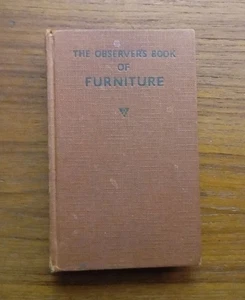 THE OBSERVER'S BOOK
OF
FURNITURE